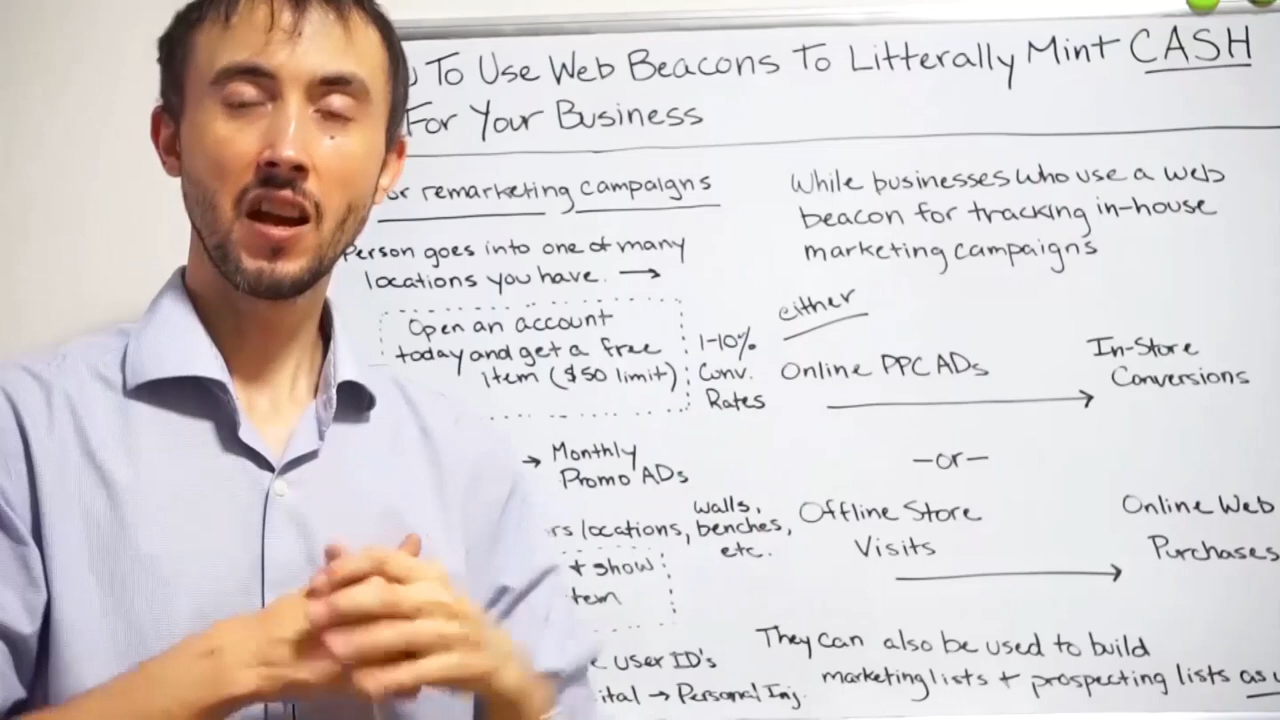 To Use Web Beacons To Litterally Mint CASH
For Your Business
or remarketing campaigns
Person goes into one of many
locations you have. →
Open an account
today and get a free
item ($50 limit)
1-10%
Conv.
Rates
→ Monthly
Promo ADs
rs locations, walls,
benches,
etc.
+ show
tem
User ID's
ital → Personal Inj.
While businesses who use a web
beacon for tracking in-house
marketing campaigns
either
Online PPC ADs
In-Store
Conversions
-or-
Offline Store
Visits
Online Web
Purchases
They can also be used to build
marketing lists + prospecting lists as